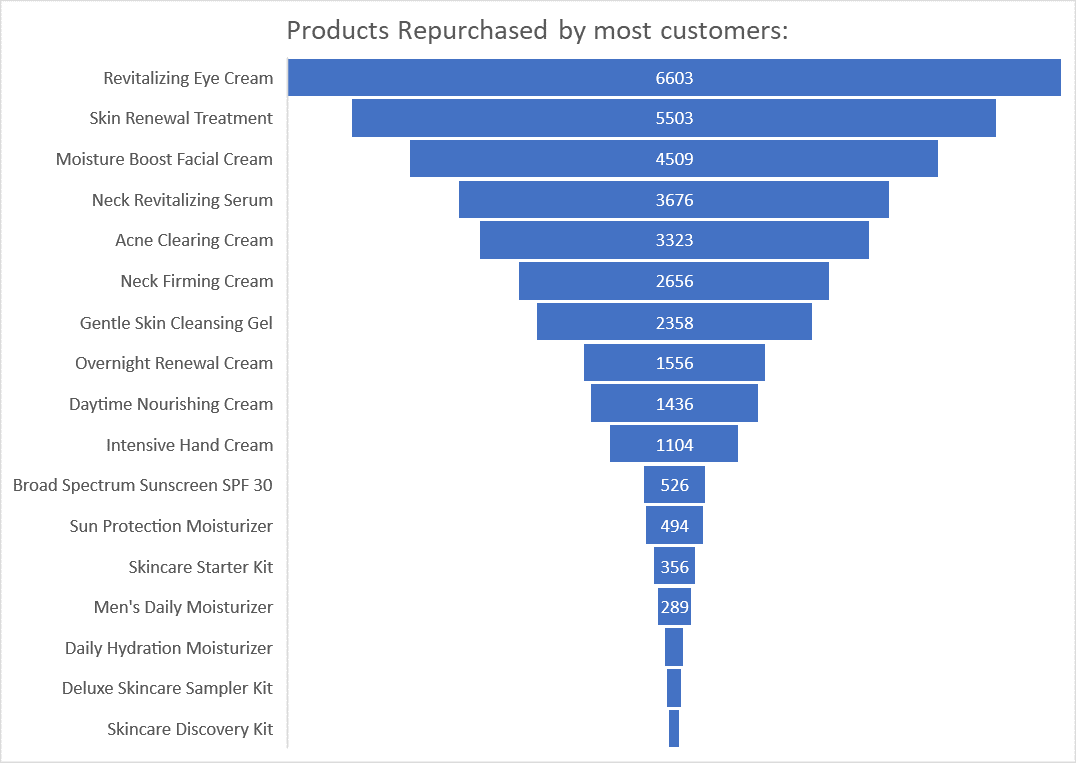 Products Repurchased by most customers:
Revitalizing Eye Cream 6603
Skin Renewal Treatment 5503
Moisture Boost Facial Cream 4509
Neck Revitalizing Serum 3676
Acne Clearing Cream 3323
Neck Firming Cream 2656
Gentle Skin Cleansing Gel 2358
Overnight Renewal Cream 1556
Daytime Nourishing Cream 1436
Intensive Hand Cream 1104
Broad Spectrum Sunscreen SPF 30 526
Sun Protection Moisturizer 494
Skincare Starter Kit 356
Men's Daily Moisturizer 289
Daily Hydration Moisturizer
Deluxe Skincare Sampler Kit
Skincare Discovery Kit